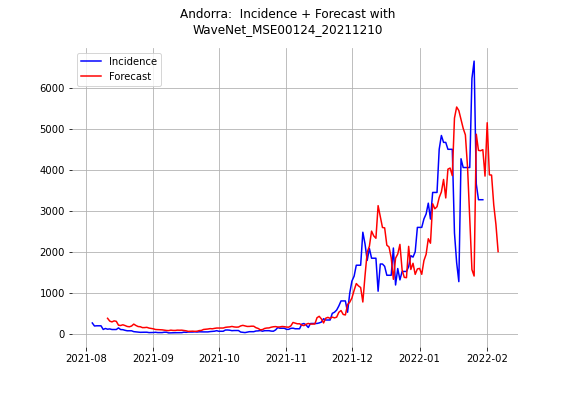 Andorra:  Incidence + Forecast with
WaveNet_MSE00124_20211210
Incidence
Forecast
6000
5000
4000
3000
2000
1000
0
2021-08 2021-09 2021-10 2021-11 2021-12 2022-01 2022-02